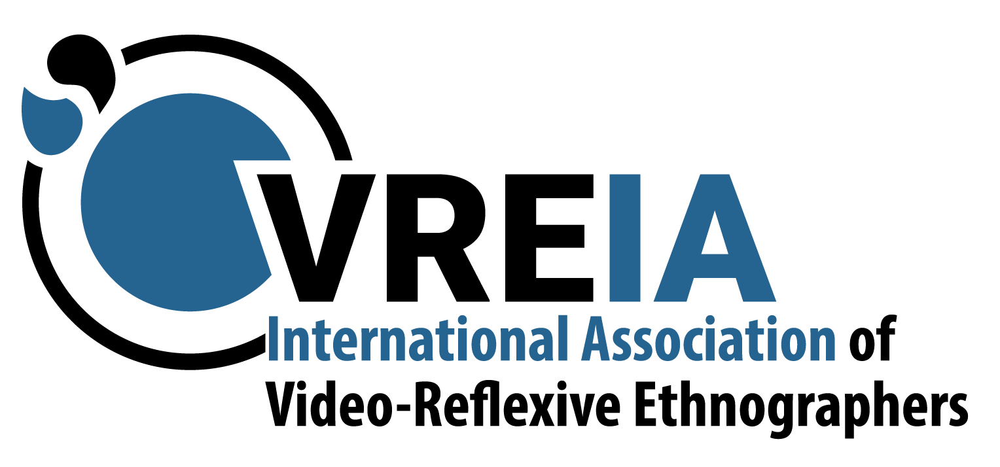 VREIA
International Association of
Video-Reflexive Ethnographers